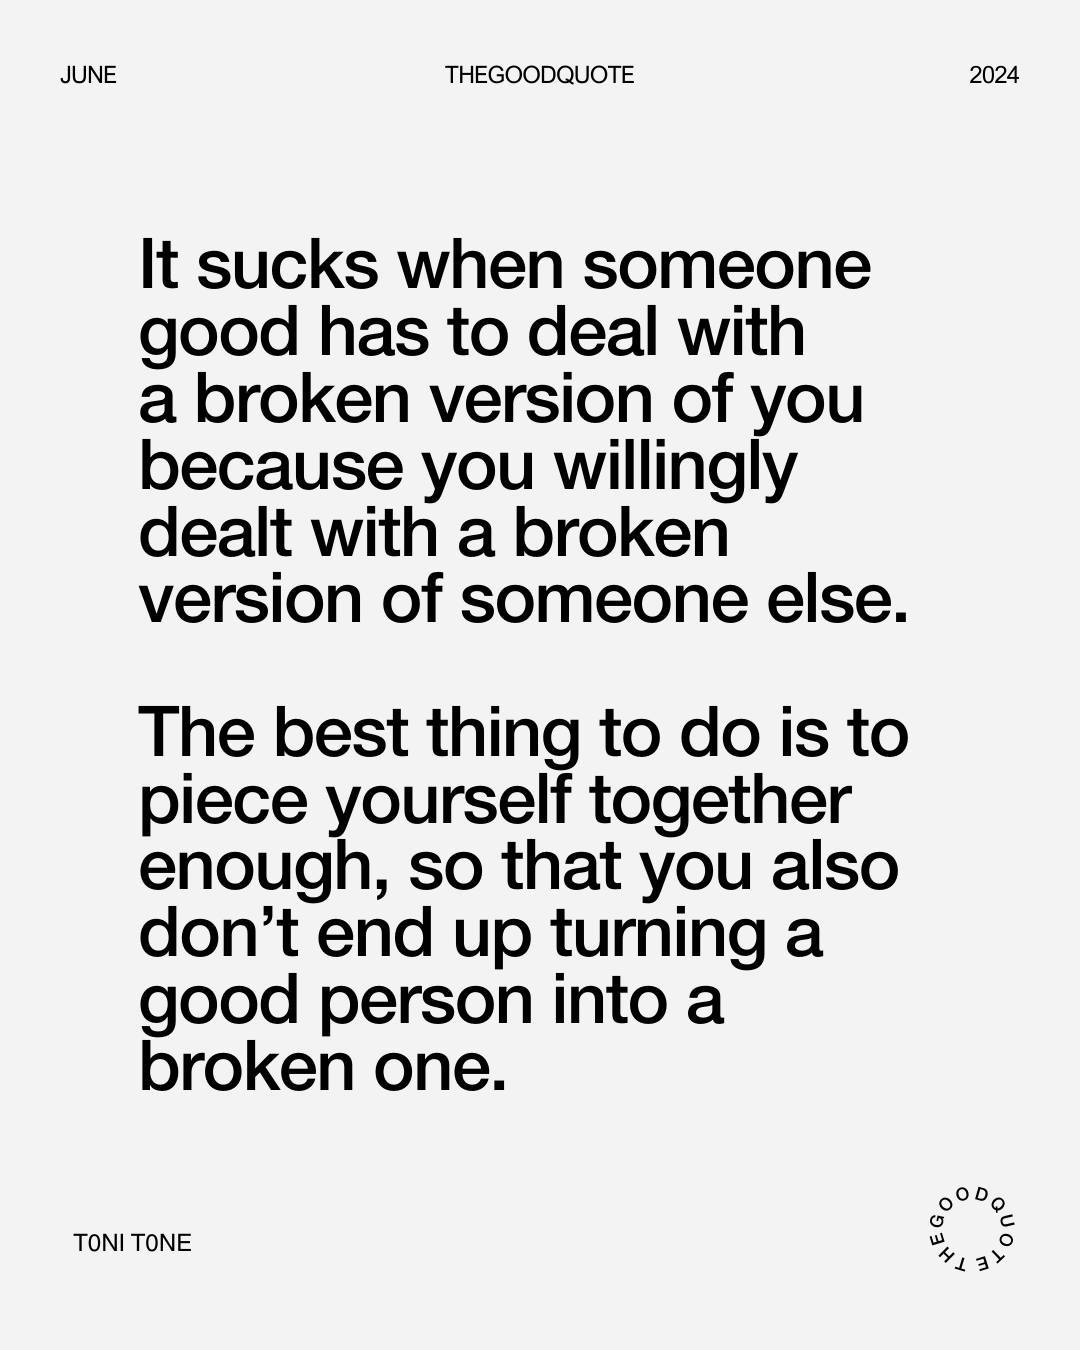 JUNE THEGOODQUOTE 2024
It sucks when someone
good has to deal with
a broken version of you
because you willingly
dealt with a broken
version of someone else.
The best thing to do is to
piece yourself together
enough, so that you also
don’t end up turning a
good person into a
broken one.
T0NI T0NE
THEGOODQUOTE